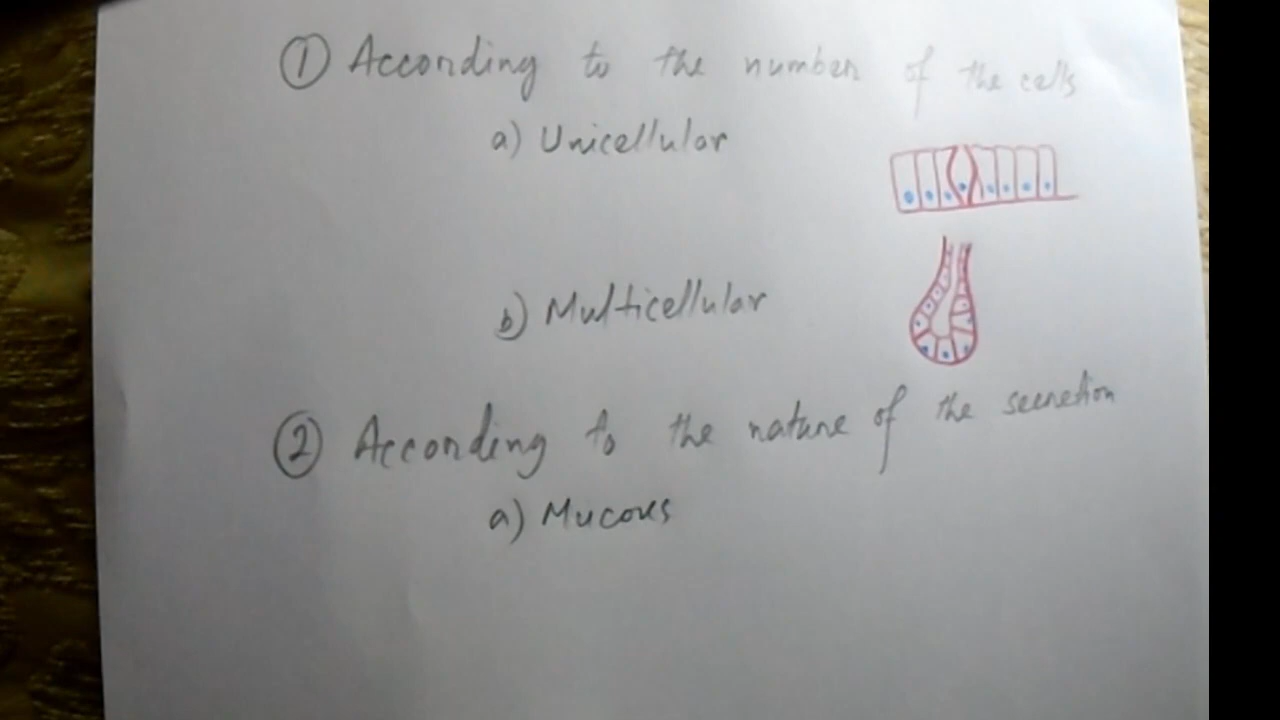 ① According to the number of the cells
a) Unicellular
b) Multicellular
② According to the nature of the secretion
a) Mucous